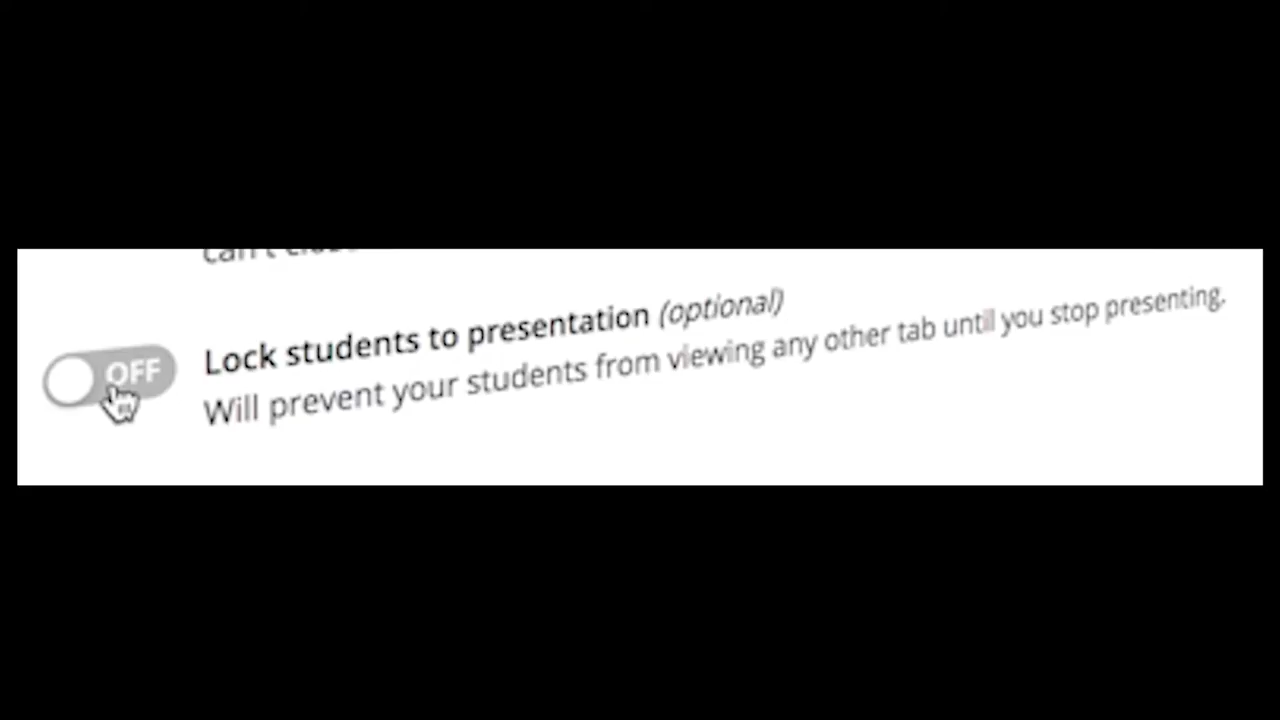 can't
OFF
Lock students to presentation (optional)
Will prevent your students from viewing any other tab until you stop presenting.